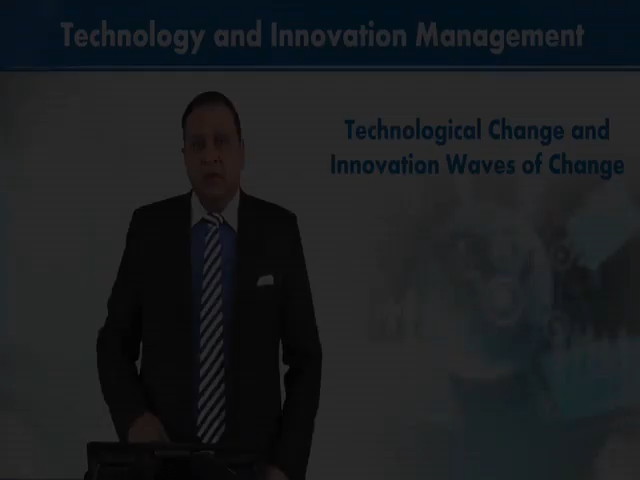 Technology and Innovation Management
Technological Change and
Innovation Waves of Change